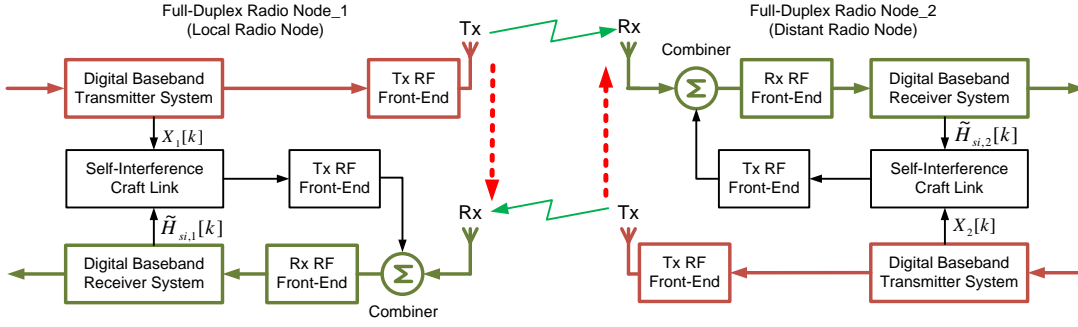 Full-Duplex Radio Node_1
(Local Radio Node)
Digital Baseband
Transmitter System
Tx RF
Front-End
Tx
X₁[k]
Self-Interference
Craft Link
Tx RF
Front-End
H̃si,1[k]
Rx
Digital Baseband
Receiver System
Rx RF
Front-End
Σ
Combiner
Full-Duplex Radio Node_2
(Distant Radio Node)
Rx
Combiner
Σ
Rx RF
Front-End
Digital Baseband
Receiver System
H̃si,2[k]
Tx RF
Front-End
Self-Interference
Craft Link
X₂[k]
Tx
Tx RF
Front-End
Digital Baseband
Transmitter System